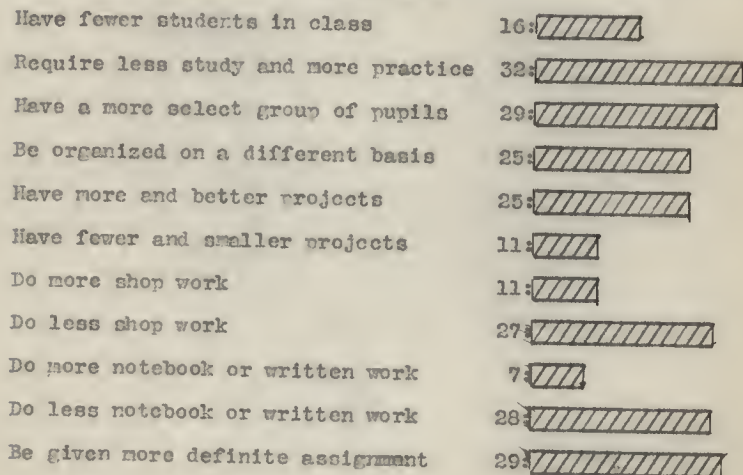 Have fewer students in class 16:
Require less study and more practice 32:
Have a more select group of pupils 29:
Be organized on a different basis 25:
Have more and better projects 25:
Have fewer and smaller projects 11:
Do more shop work 11:
Do less shop work 27:
Do more notebook or written work 7:
Do less notebook or written work 28:
Be given more definite assignment 29: